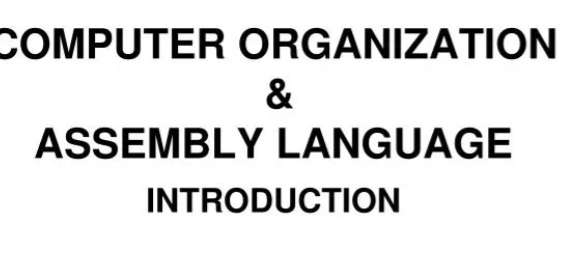 COMPUTER ORGANIZATION
&
ASSEMBLY LANGUAGE
INTRODUCTION